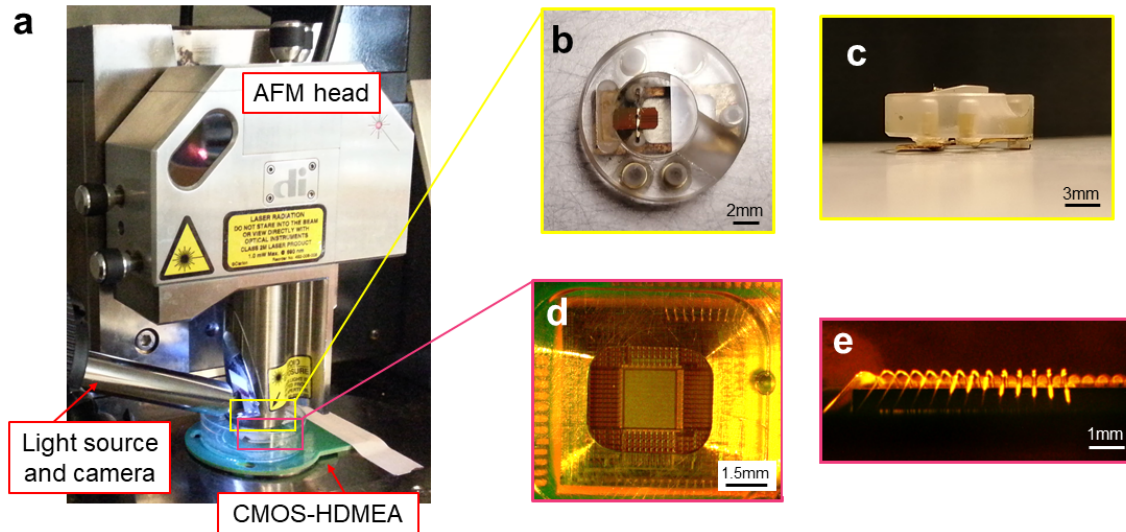 a
AFM head
di
LASER RADIATION
DO NOT STARE INTO THE BEAM
OR VIEW DIRECTLY WITH
OPTICAL INSTRUMENTS
CLASS 2M LASER PRODUCT
Light source
and camera
CMOS-HDMEA
b
2mm
c
3mm
d
1.5mm
e
1mm